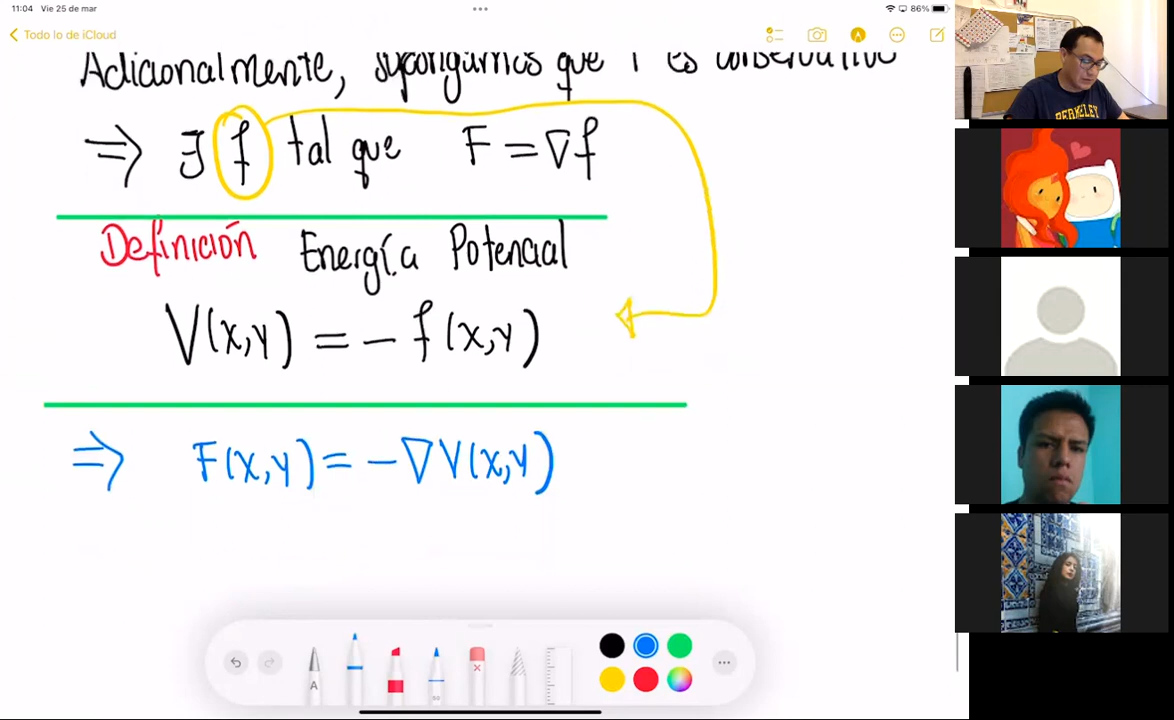 11:04 Vie 25 de mar
86%
Todo lo de iCloud
Adicionalmente, supongamos que F es conservativo
⇒ ∃ f tal que F = ∇f
Definición Energía Potencial
V(x,y) = - f(x,y)
⇒ F(x,y) = - ∇V(x,y)
A
BERKELEY